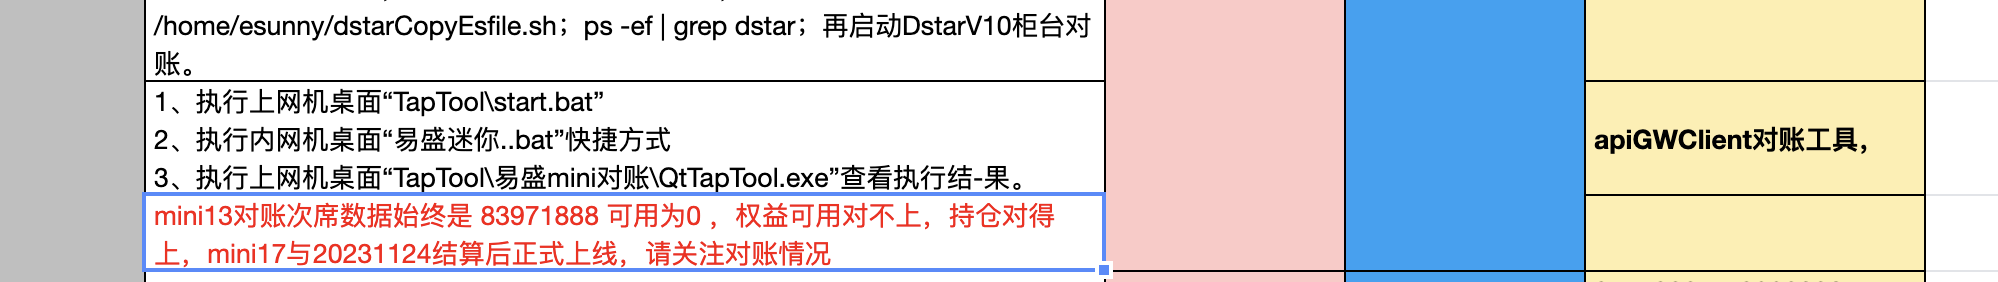 /home/esunny/dstarCopyEsfile.sh；ps -ef | grep dstar；再启动DstarV10柜台对
账。
1、执行上网机桌面“TapTool\start.bat”
2、执行内网机桌面“易盛迷你..bat”快捷方式
3、执行上网机桌面“TapTool\易盛mini对账\QtTapTool.exe”查看执行结-果。
apiGWClient对账工具，
mini13对账次席数据始终是 83971888 可用为0 ，权益可用对不上，持仓对得
上，mini17与20231124结算后正式上线，请关注对账情况